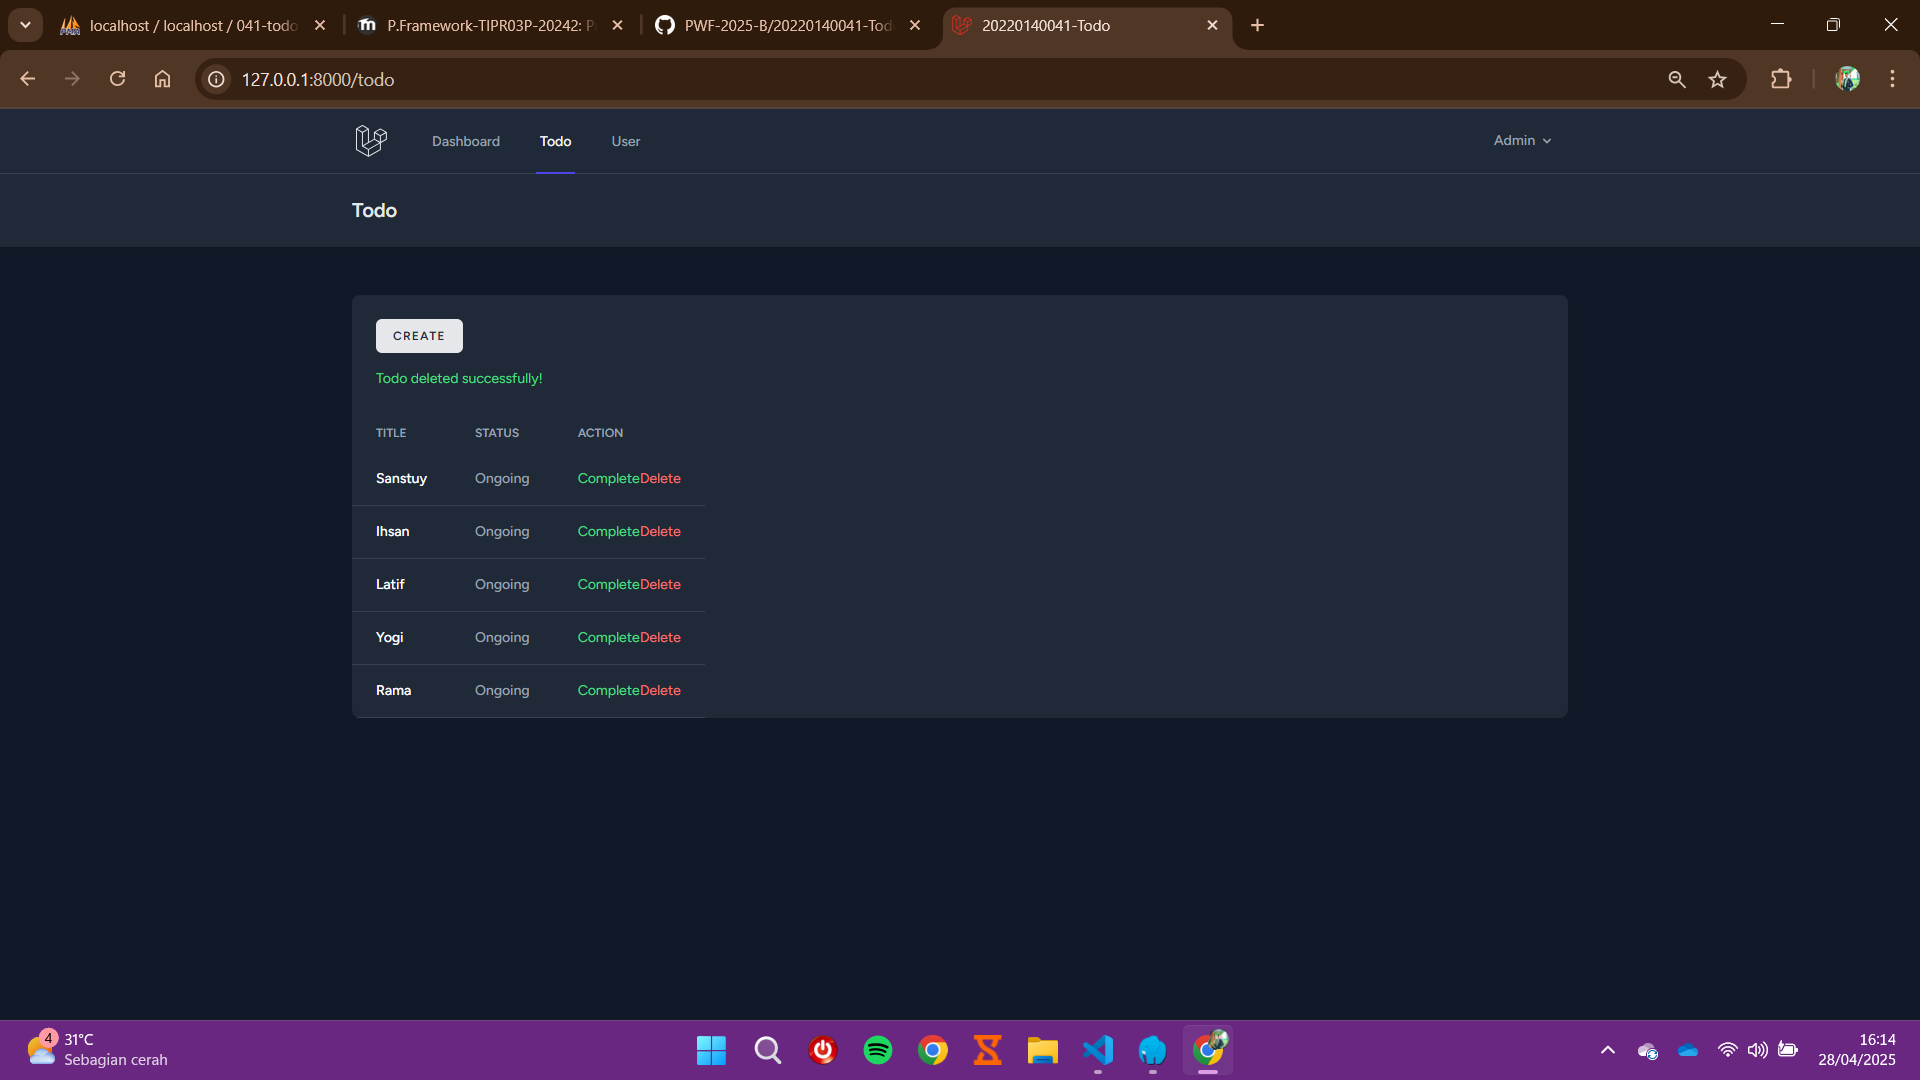 localhost / localhost / 041-todo
P.Framework-TIPR03P-20242: P
PWF-2025-B/20220140041-Tod
20220140041-Todo
127.0.0.1:8000/todo
Dashboard
Todo
User
Admin
Todo
CREATE
Todo deleted successfully!
TITLE STATUS ACTION
Sanstuy Ongoing CompleteDelete
Ihsan Ongoing CompleteDelete
Latif Ongoing CompleteDelete
Yogi Ongoing CompleteDelete
Rama Ongoing CompleteDelete
4
31°C
Sebagian cerah
16:14
28/04/2025